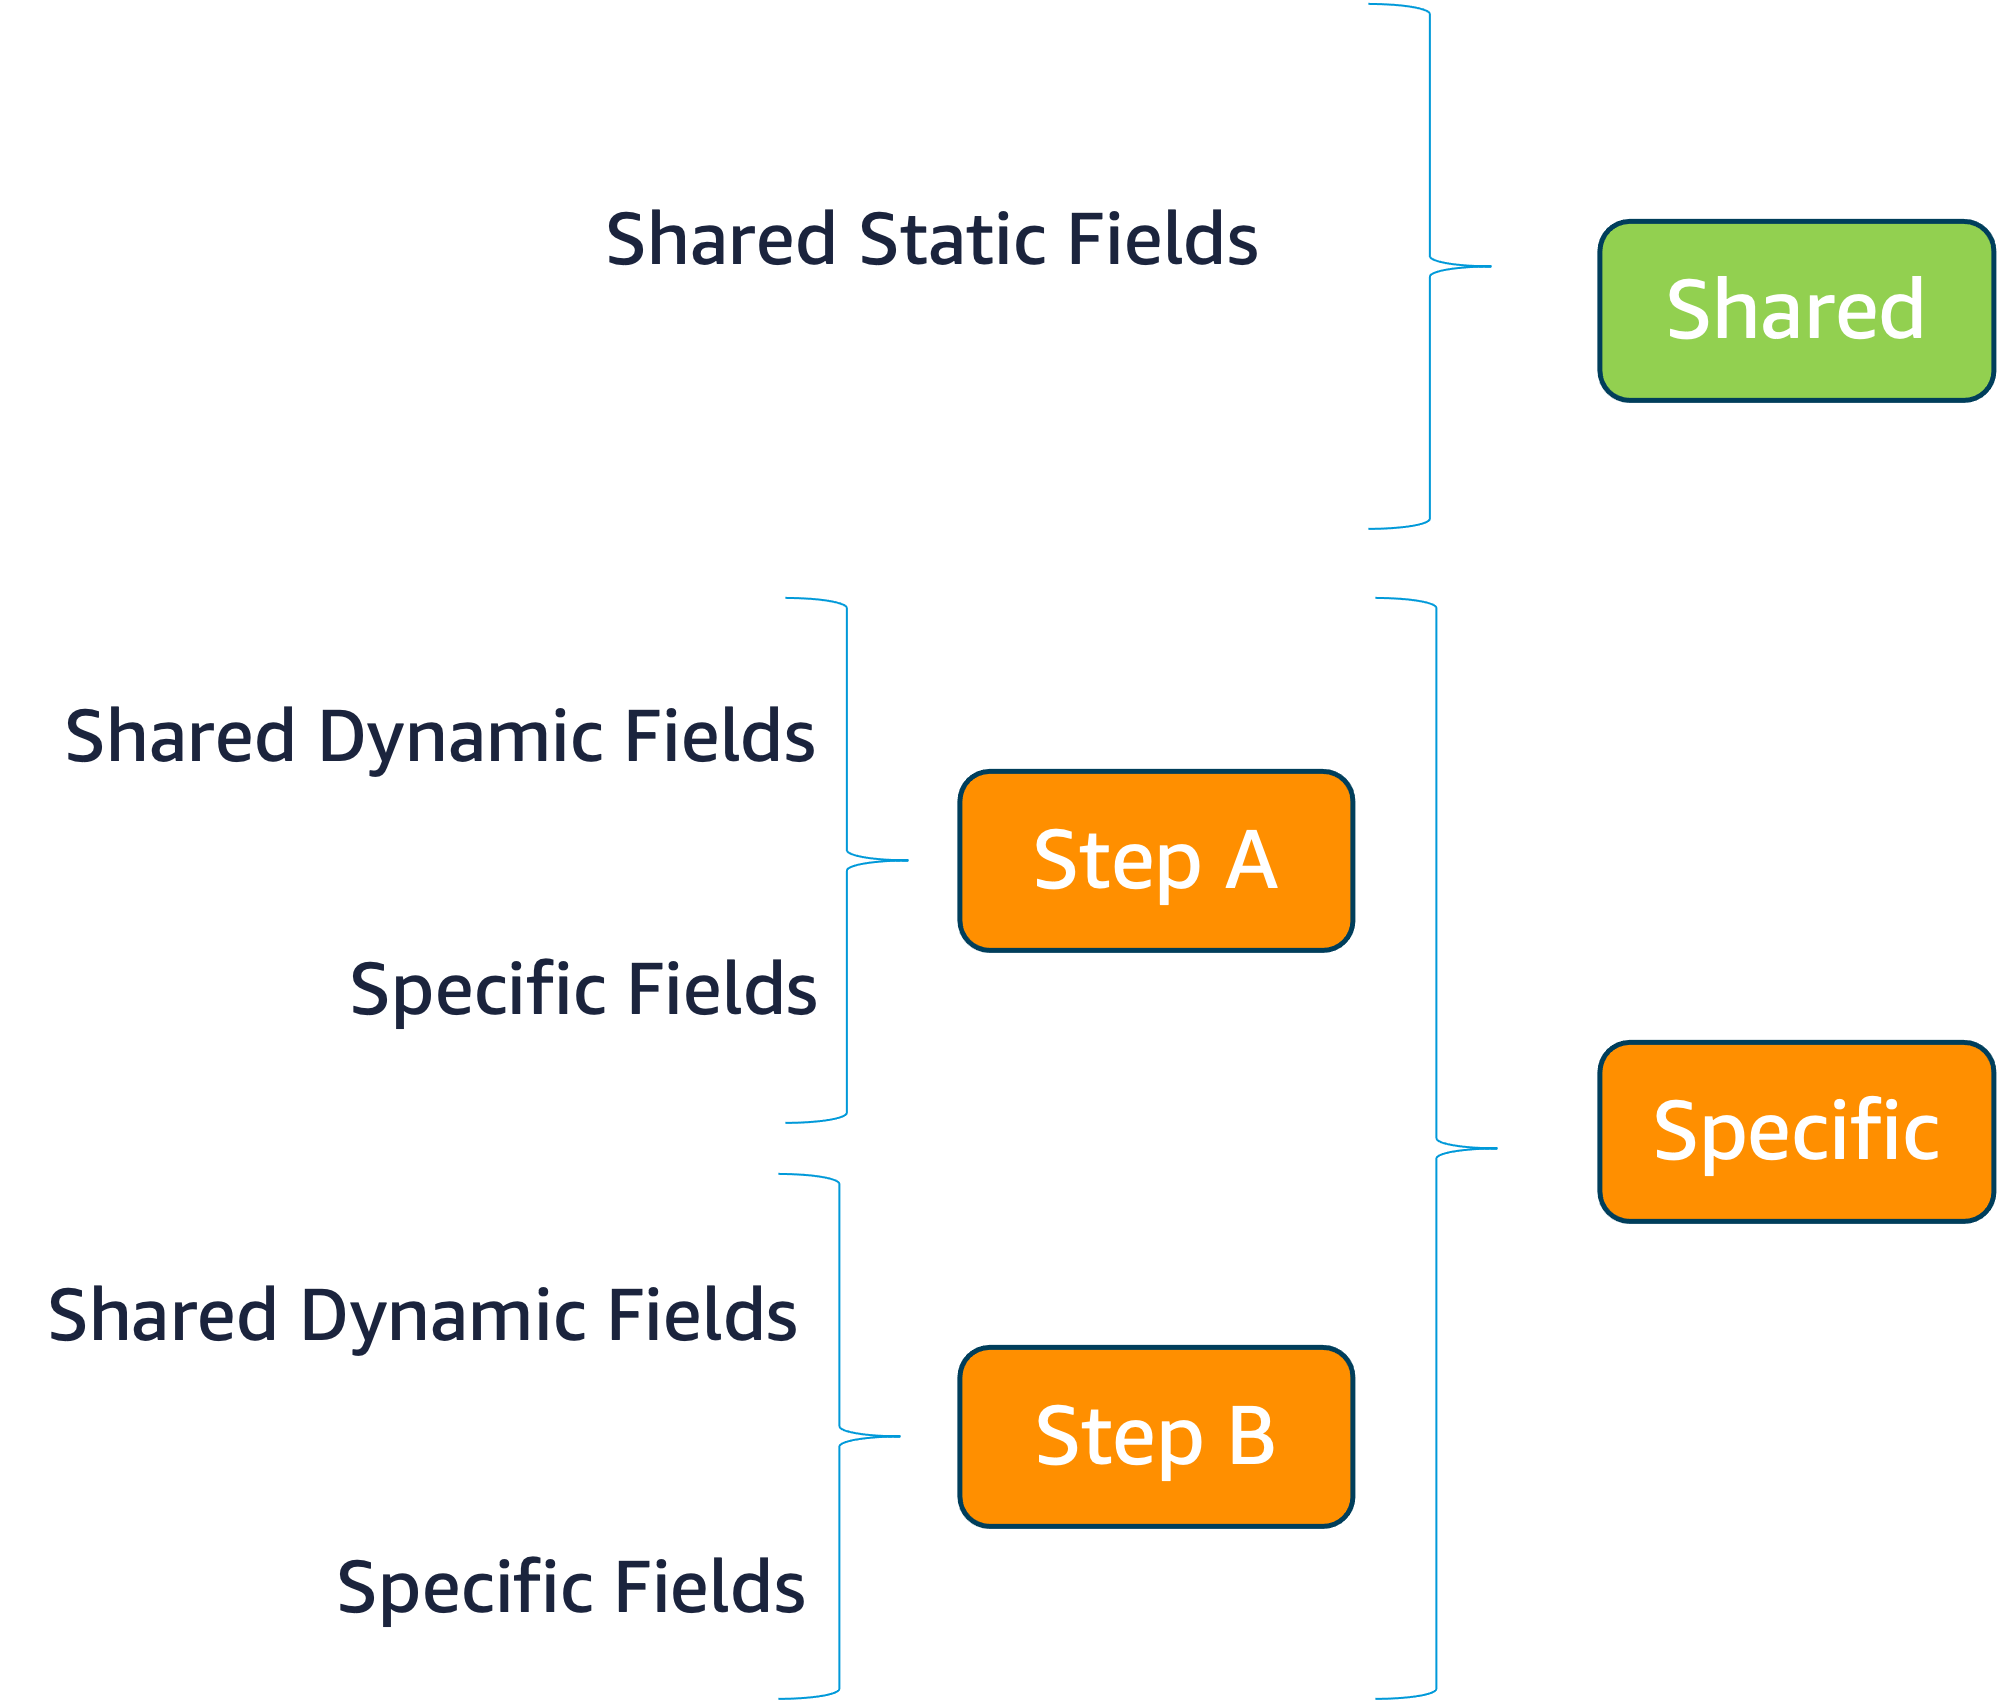 Shared Static Fields
Shared
Shared Dynamic Fields
Step A
Specific Fields
Specific
Shared Dynamic Fields
Step B
Specific Fields